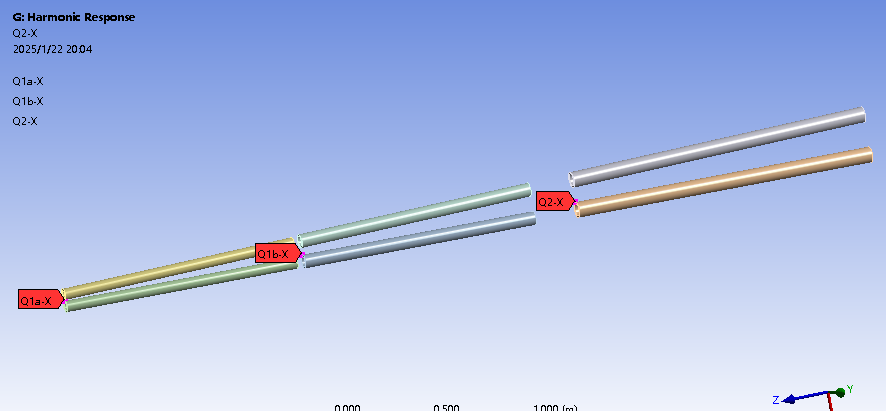 G: Harmonic Response
Q2-X
2025/1/22 20:04
Q1a-X
Q1b-X
Q2-X
Q2-X
Q1b-X
Q1a-X
Y
Z
0.000 0.500 1.000 (m)